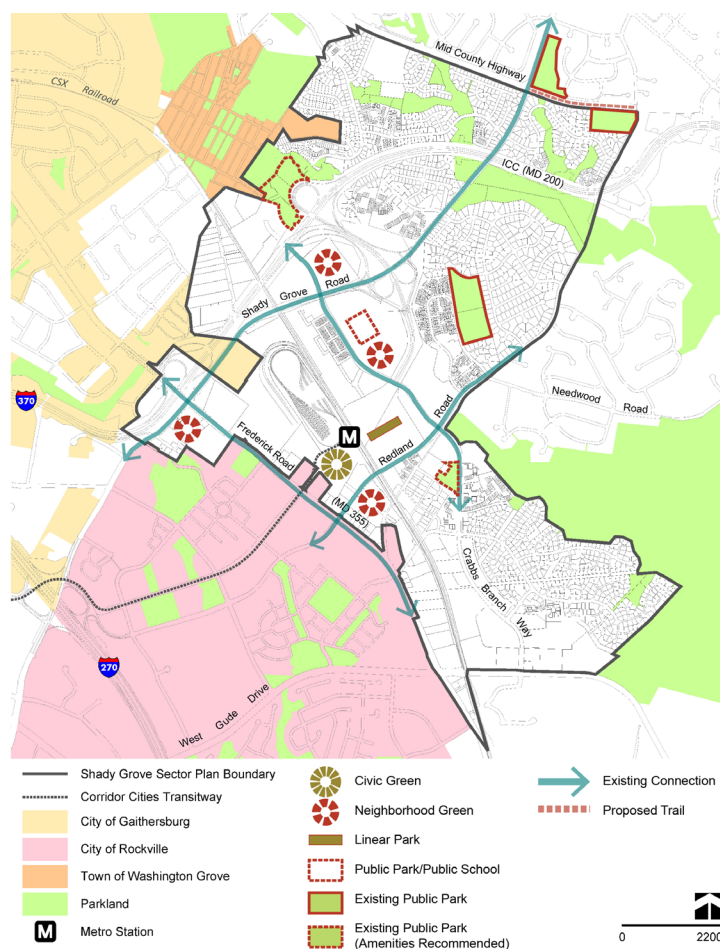 Mid County Highway
CSX Railroad
ICC (MD 200)
Shady Grove Road
370
Needwood Road
Frederick Road
M
Redland Road
(MD 355)
Crabbs Branch Way
270
West Gude Drive
Shady Grove Sector Plan Boundary
Corridor Cities Transitway
City of Gaithersburg
City of Rockville
Town of Washington Grove
Parkland
M
Metro Station
Civic Green
Neighborhood Green
Linear Park
Public Park/Public School
Existing Public Park
Existing Public Park
(Amenities Recommended)
Existing Connection
Proposed Trail
0
2200